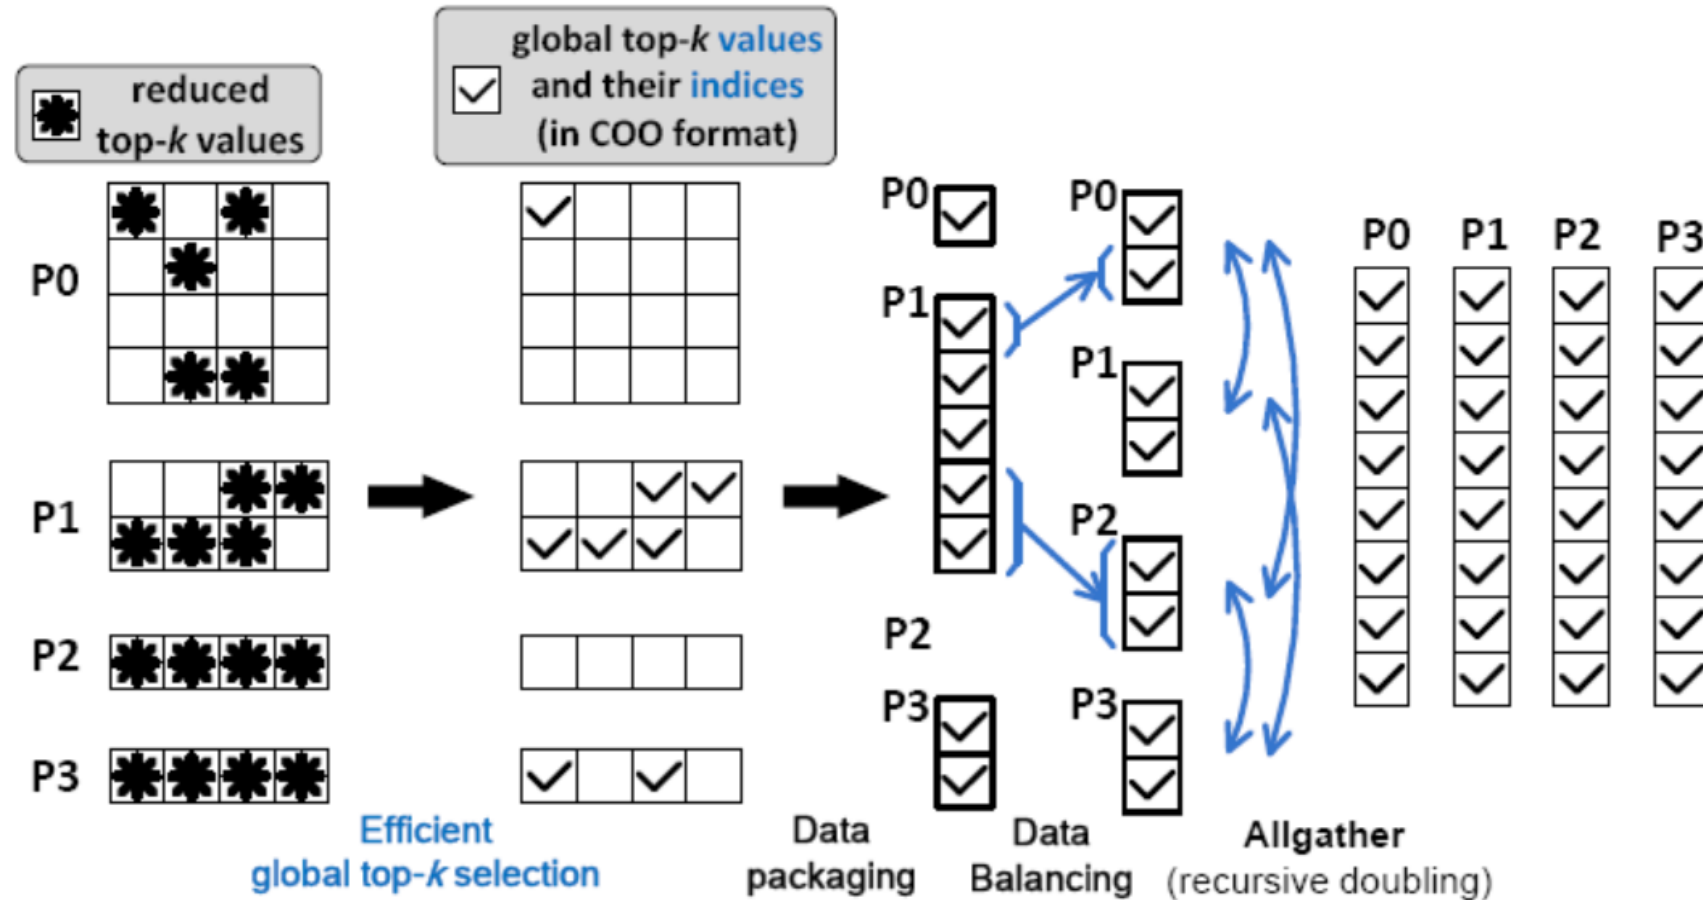 reduced
top-k values
global top-k values
and their indices
(in COO format)
P0
P1
P2
P3
P0
P1
P2
P3
P0
P1
P2
P3
P0 P1 P2 P3
Efficient
global top-k selection
Data
packaging
Data
Balancing
Allgather
(recursive doubling)